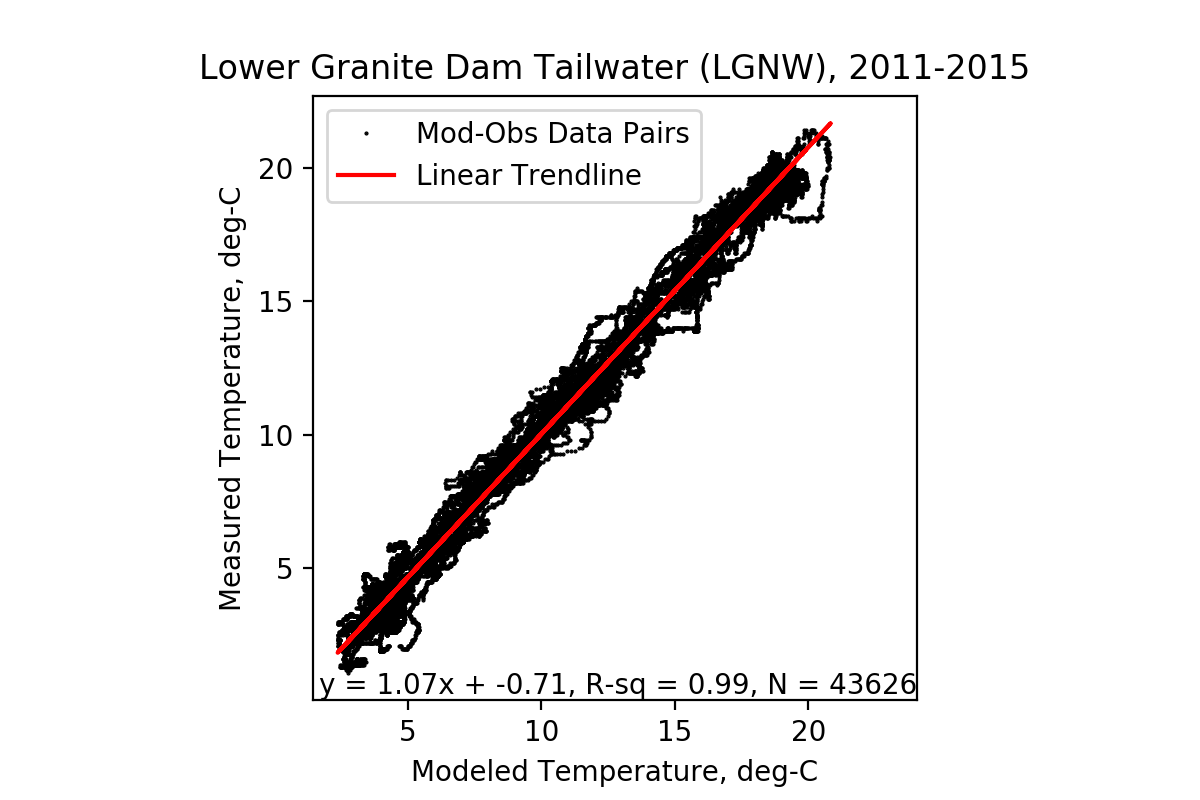 Lower Granite Dam Tailwater (LGNW), 2011-2015
Mod-Obs Data Pairs
Linear Trendline
Measured Temperature, deg-C
20
15
10
5
y = 1.07x + -0.71, R-sq = 0.99, N = 43626
5 10 15 20
Modeled Temperature, deg-C